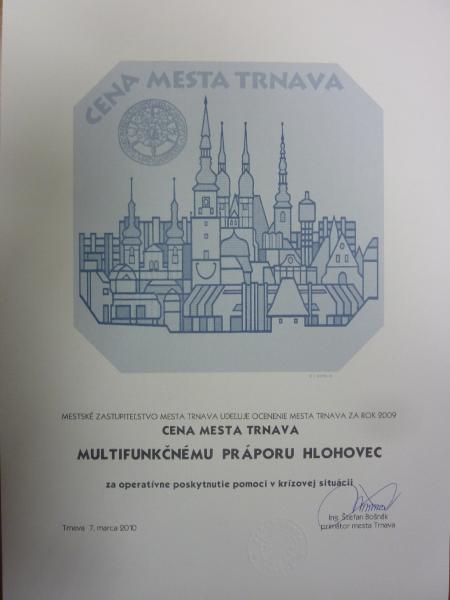 CENA MESTA TRNAVA
MESTSKÉ ZASTUPITEĽSTVO MESTA TRNAVA UDEĽUJE OCENENIE MESTA TRNAVA ZA ROK 2009
CENA MESTA TRNAVA
MULTIFUNKČNÉMU PRÁPORU HLOHOVEC
za operatívne poskytnutie pomoci v krízovej situácii
Trnava 7. marca 2010
Ing. Štefan Bošnák
primátor mesta Trnava